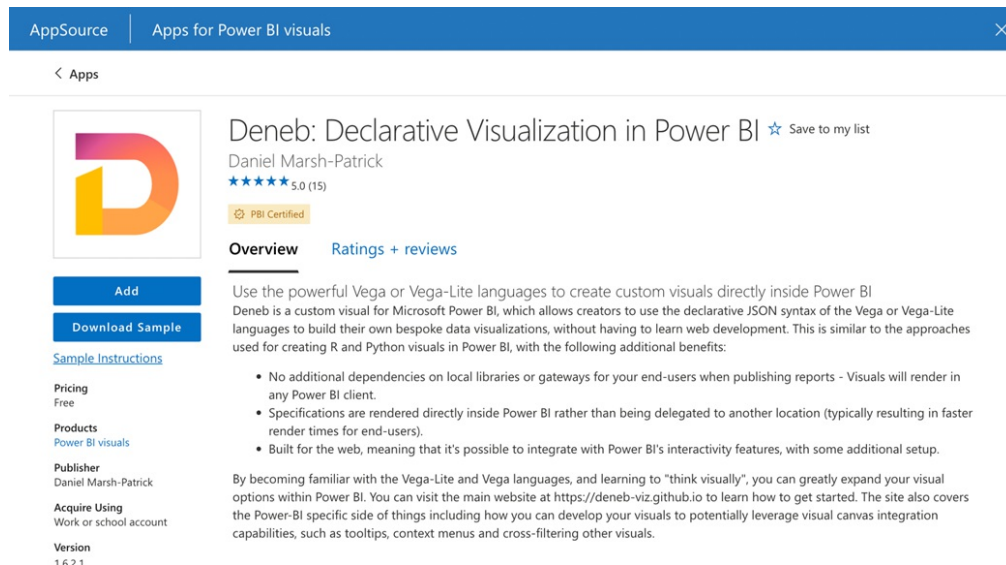 AppSource
Apps for Power BI visuals
Apps
Deneb: Declarative Visualization in Power BI
Save to my list
Daniel Marsh-Patrick
5.0 (15)
PBI Certified
Overview
Ratings + reviews
Add
Download Sample
Sample Instructions
Pricing
Free
Products
Power BI visuals
Publisher
Daniel Marsh-Patrick
Acquire Using
Work or school account
Version
1.6.2.1
Use the powerful Vega or Vega-Lite languages to create custom visuals directly inside Power BI
Deneb is a custom visual for Microsoft Power BI, which allows creators to use the declarative JSON syntax of the Vega or Vega-Lite
languages to build their own bespoke data visualizations, without having to learn web development. This is similar to the approaches
used for creating R and Python visuals in Power BI, with the following additional benefits:
• No additional dependencies on local libraries or gateways for your end-users when publishing reports - Visuals will render in
any Power BI client.
• Specifications are rendered directly inside Power BI rather than being delegated to another location (typically resulting in faster
render times for end-users).
• Built for the web, meaning that it's possible to integrate with Power BI's interactivity features, with some additional setup.
By becoming familiar with the Vega-Lite and Vega languages, and learning to "think visually", you can greatly expand your visual
options within Power BI. You can visit the main website at https://deneb-viz.github.io to learn how to get started. The site also covers
the Power-BI specific side of things including how you can develop your visuals to potentially leverage visual canvas integration
capabilities, such as tooltips, context menus and cross-filtering other visuals.